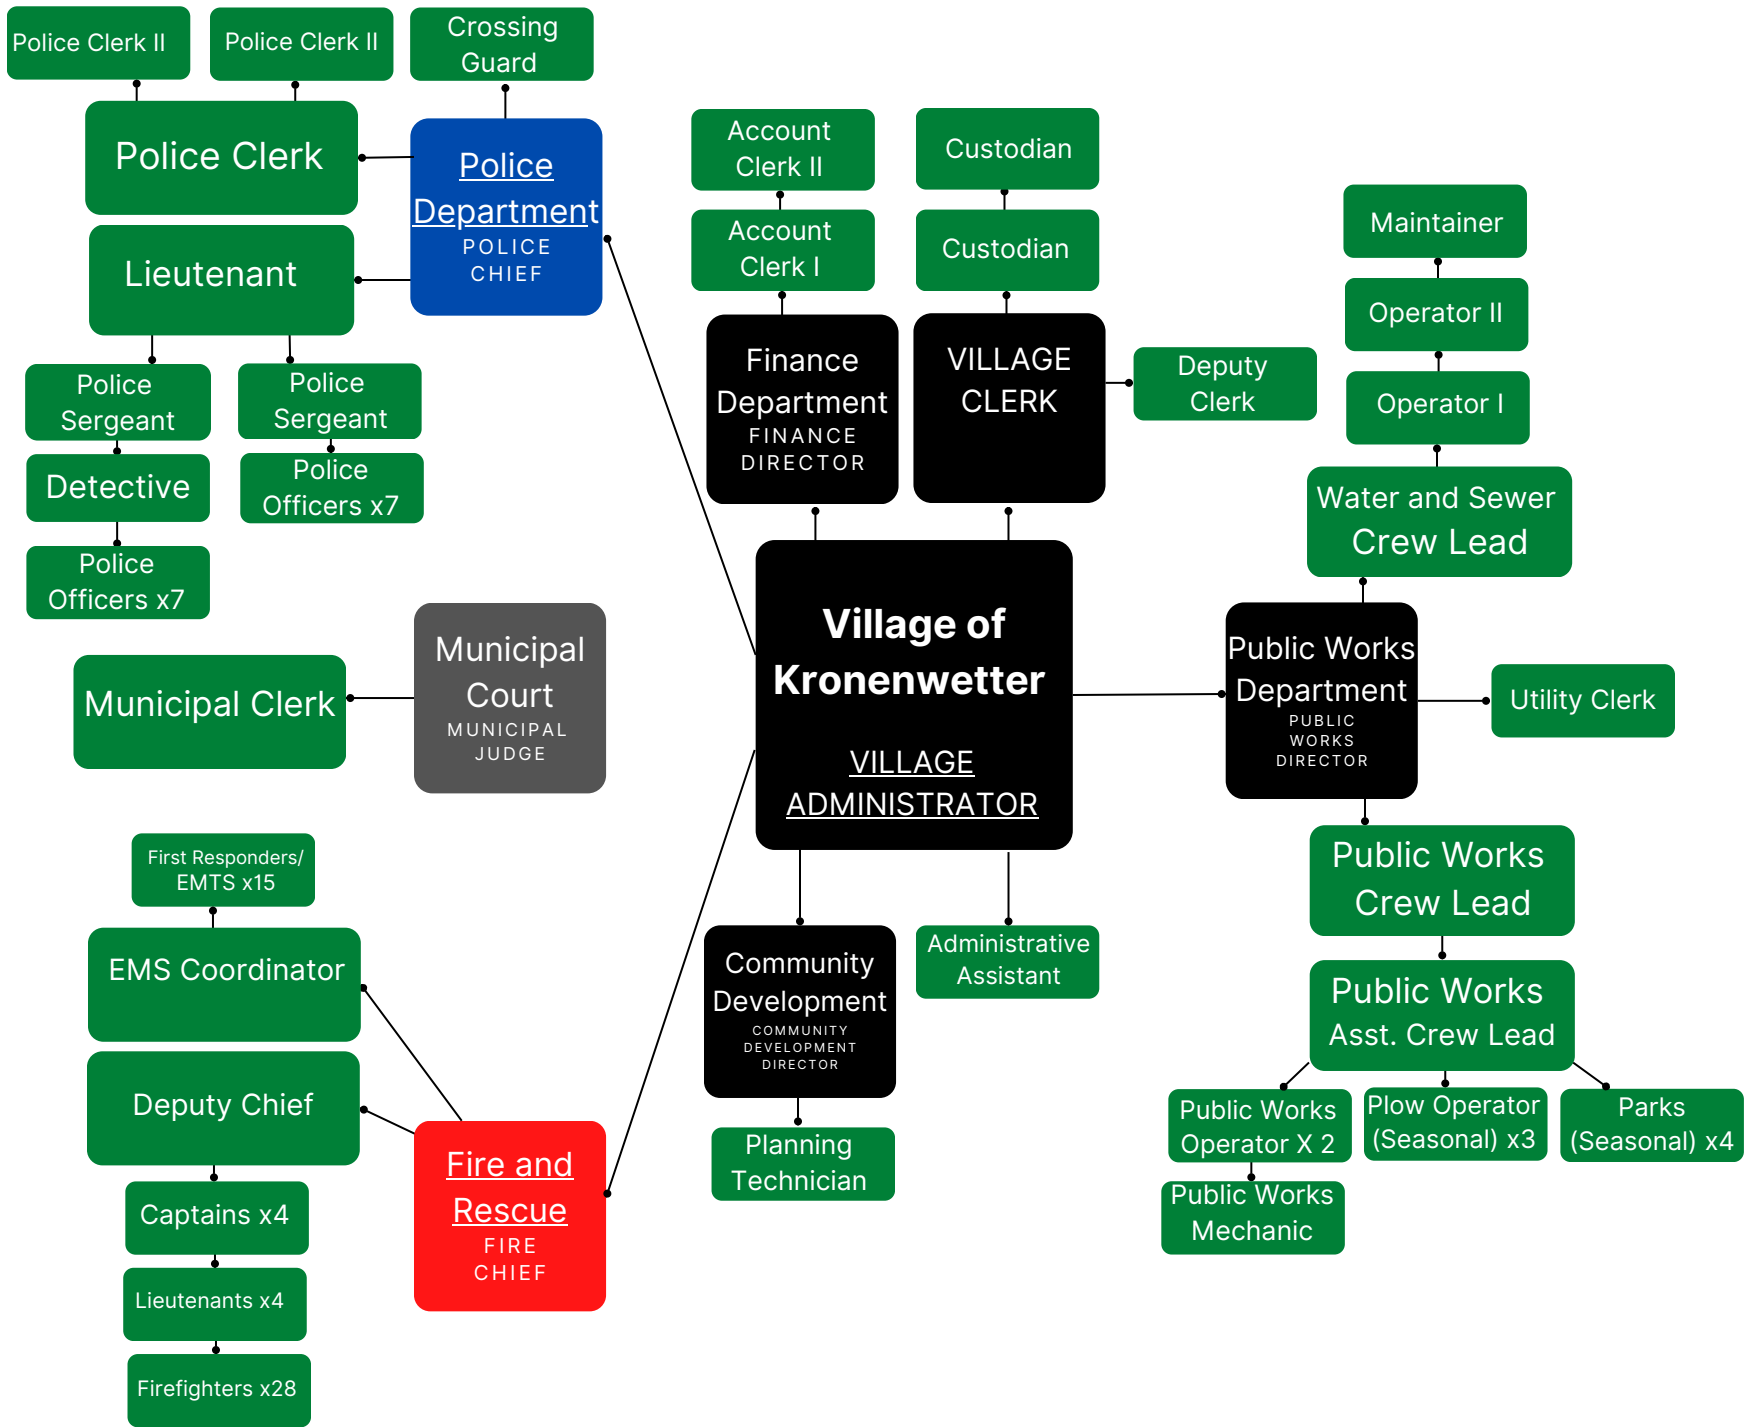 Police Clerk II
Police Clerk II
Crossing
Guard
Police Clerk
Police
Department
POLICE
CHIEF
Lieutenant
Police
Sergeant
Police
Sergeant
Detective
Police
Officers x7
Police
Officers x7
Account
Clerk II
Account
Clerk I
Finance
Department
FINANCE
DIRECTOR
Custodian
Custodian
VILLAGE
CLERK
Deputy
Clerk
Maintainer
Operator II
Operator I
Water and Sewer
Crew Lead
Municipal Clerk
Municipal
Court
MUNICIPAL
JUDGE
Village of
Kronenwetter
VILLAGE
ADMINISTRATOR
Public Works
Department
PUBLIC
WORKS
DIRECTOR
Utility Clerk
Public Works
Crew Lead
Public Works
Asst. Crew Lead
Public Works
Operator X 2
Plow Operator
(Seasonal) x3
Parks
(Seasonal) x4
Public Works
Mechanic
First Responders/
EMTS x15
EMS Coordinator
Deputy Chief
Fire and
Rescue
FIRE
CHIEF
Captains x4
Lieutenants x4
Firefighters x28
Community
Development
COMMUNITY
DEVELOPMENT
DIRECTOR
Planning
Technician
Administrative
Assistant